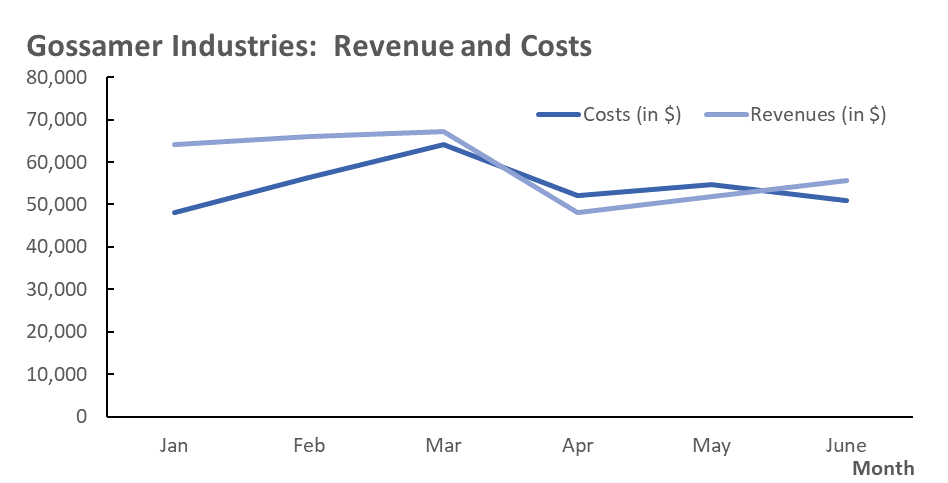 Gossamer Industries:  Revenue and Costs
80,000
Costs (in $) Revenues (in $)
70,000
60,000
50,000
40,000
30,000
20,000
10,000
0
Jan Feb Mar Apr May June
Month